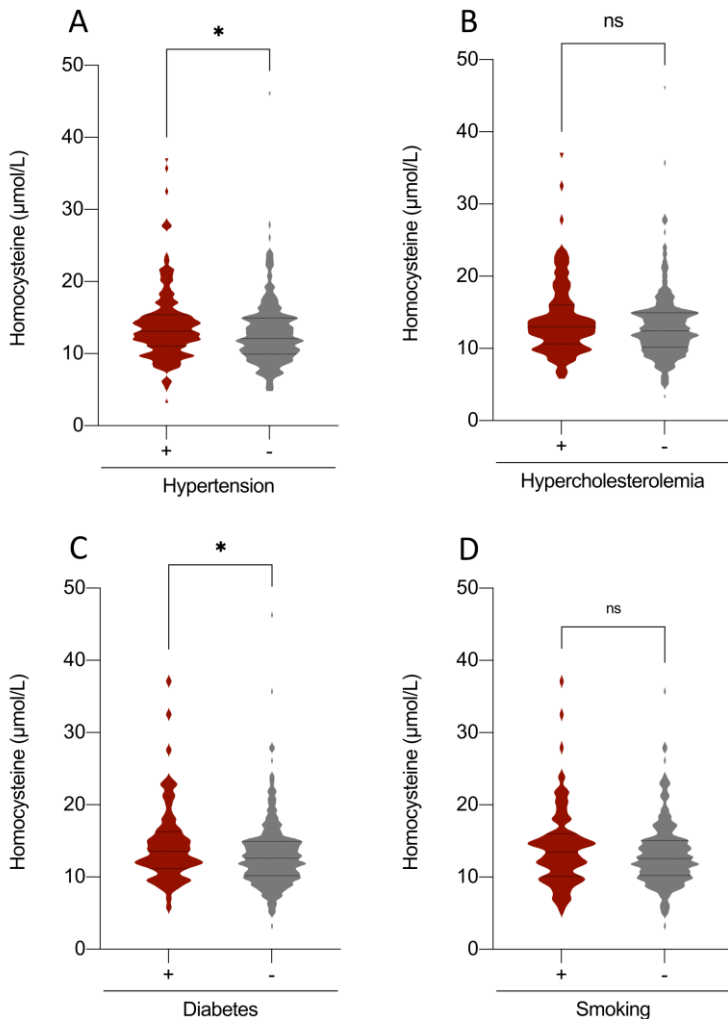 A
*
50
40
30
20
10
0
Homocysteine (μmol/L)
+ -
Hypertension
B
ns
50
40
30
20
10
0
Homocysteine (μmol/L)
+ -
Hypercholesterolemia
C
*
50
40
30
20
10
0
Homocysteine (μmol/L)
+ -
Diabetes
D
ns
50
40
30
20
10
0
Homocysteine (μmol/L)
+ -
Smoking